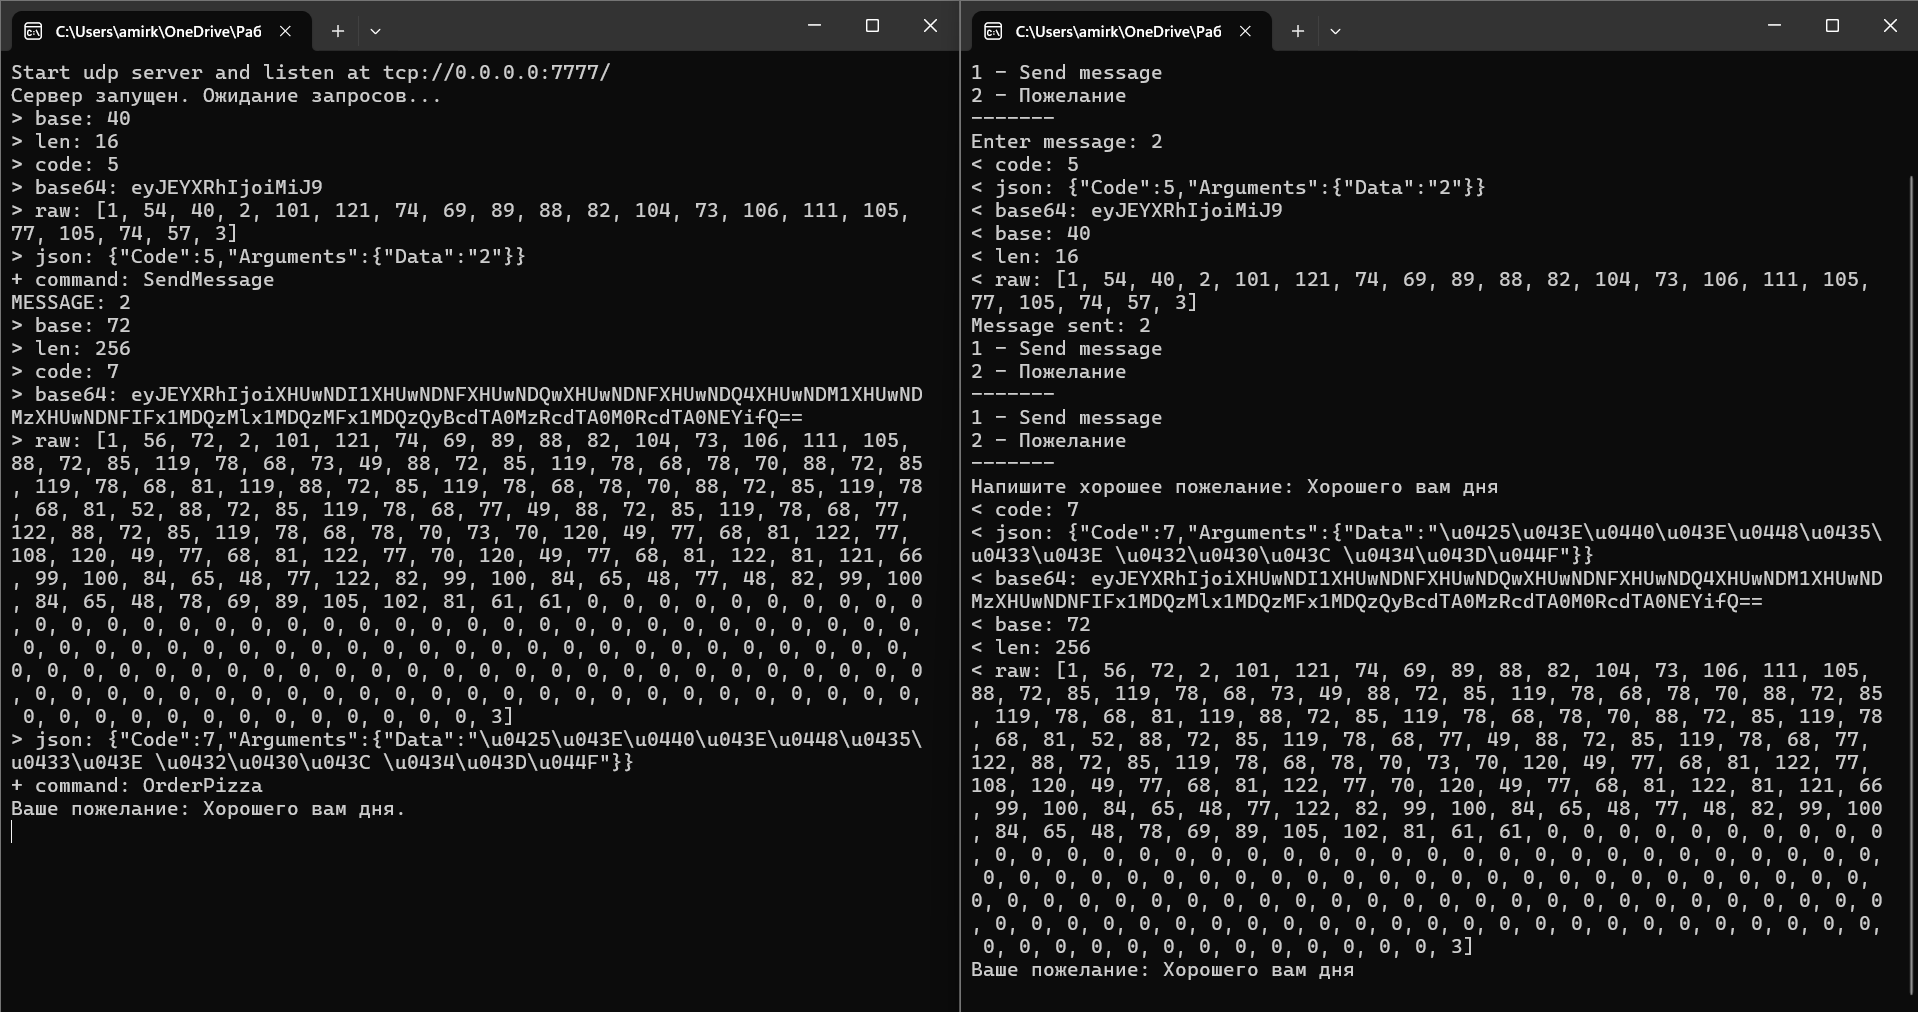 C:\Users\amirk\OneDrive\Раб
Start udp server and listen at tcp://0.0.0.0:7777/
Сервер запущен. Ожидание запросов...
> base: 40
> len: 16
> code: 5
> base64: eyJEYXRhIjoiMiJ9
> raw: [1, 54, 40, 2, 101, 121, 74, 69, 89, 88, 82, 104, 73, 106, 111, 105,
77, 105, 74, 57, 3]
> json: {"Code":5,"Arguments":{"Data":"2"}}
+ command: SendMessage
MESSAGE: 2
> base: 72
> len: 256
> code: 7
> base64: eyJEYXRhIjoiXHUwNDI1XHUwNDNFXHUwNDQwXHUwNDNFXHUwNDQ4XHUwNDM1XHUwND
MzXHUwNDNFIFx1MDQzMlx1MDQzMFx1MDQzQyBcdTA0MzRcdTA0M0RcdTA0NEYifQ==
> raw: [1, 56, 72, 2, 101, 121, 74, 69, 89, 88, 82, 104, 73, 106, 111, 105,
88, 72, 85, 119, 78, 68, 73, 49, 88, 72, 85, 119, 78, 68, 78, 70, 88, 72, 85
, 119, 78, 68, 81, 119, 88, 72, 85, 119, 78, 68, 78, 70, 88, 72, 85, 119, 78
, 68, 81, 52, 88, 72, 85, 119, 78, 68, 77, 49, 88, 72, 85, 119, 78, 68, 77,
122, 88, 72, 85, 119, 78, 68, 78, 70, 73, 70, 120, 49, 77, 68, 81, 122, 77,
108, 120, 49, 77, 68, 81, 122, 77, 70, 120, 49, 77, 68, 81, 122, 81, 121, 66
, 99, 100, 84, 65, 48, 77, 122, 82, 99, 100, 84, 65, 48, 77, 48, 82, 99, 100
, 84, 65, 48, 78, 69, 89, 105, 102, 81, 61, 61, 0, 0, 0, 0, 0, 0, 0, 0, 0, 0
, 0, 0, 0, 0, 0, 0, 0, 0, 0, 0, 0, 0, 0, 0, 0, 0, 0, 0, 0, 0, 0, 0, 0, 0, 0,
 0, 0, 0, 0, 0, 0, 0, 0, 0, 0, 0, 0, 0, 0, 0, 0, 0, 0, 0, 0, 0, 0, 0, 0, 0,
0, 0, 0, 0, 0, 0, 0, 0, 0, 0, 0, 0, 0, 0, 0, 0, 0, 0, 0, 0, 0, 0, 0, 0, 0, 0
, 0, 0, 0, 0, 0, 0, 0, 0, 0, 0, 0, 0, 0, 0, 0, 0, 0, 0, 0, 0, 0, 0, 0, 0, 0,
 0, 0, 0, 0, 0, 0, 0, 0, 0, 0, 0, 0, 0, 3]
> json: {"Code":7,"Arguments":{"Data":"\u0425\u043E\u0440\u043E\u0448\u0435\
u0433\u043E \u0432\u0430\u043C \u0434\u043D\u044F"}}
+ command: OrderPizza
Ваше пожелание: Хорошего вам дня.
C:\Users\amirk\OneDrive\Раб
1 - Send message
2 - Пожелание
-------
Enter message: 2
< code: 5
< json: {"Code":5,"Arguments":{"Data":"2"}}
< base64: eyJEYXRhIjoiMiJ9
< base: 40
< len: 16
< raw: [1, 54, 40, 2, 101, 121, 74, 69, 89, 88, 82, 104, 73, 106, 111, 105,
77, 105, 74, 57, 3]
Message sent: 2
1 - Send message
2 - Пожелание
-------
1 - Send message
2 - Пожелание
-------
Напишите хорошее пожелание: Хорошего вам дня
< code: 7
< json: {"Code":7,"Arguments":{"Data":"\u0425\u043E\u0440\u043E\u0448\u0435\
u0433\u043E \u0432\u0430\u043C \u0434\u043D\u044F"}}
< base64: eyJEYXRhIjoiXHUwNDI1XHUwNDNFXHUwNDQwXHUwNDNFXHUwNDQ4XHUwNDM1XHUwND
MzXHUwNDNFIFx1MDQzMlx1MDQzMFx1MDQzQyBcdTA0MzRcdTA0M0RcdTA0NEYifQ==
< base: 72
< len: 256
< raw: [1, 56, 72, 2, 101, 121, 74, 69, 89, 88, 82, 104, 73, 106, 111, 105,
88, 72, 85, 119, 78, 68, 73, 49, 88, 72, 85, 119, 78, 68, 78, 70, 88, 72, 85
, 119, 78, 68, 81, 119, 88, 72, 85, 119, 78, 68, 78, 70, 88, 72, 85, 119, 78
, 68, 81, 52, 88, 72, 85, 119, 78, 68, 77, 49, 88, 72, 85, 119, 78, 68, 77,
122, 88, 72, 85, 119, 78, 68, 78, 70, 73, 70, 120, 49, 77, 68, 81, 122, 77,
108, 120, 49, 77, 68, 81, 122, 77, 70, 120, 49, 77, 68, 81, 122, 81, 121, 66
, 99, 100, 84, 65, 48, 77, 122, 82, 99, 100, 84, 65, 48, 77, 48, 82, 99, 100
, 84, 65, 48, 78, 69, 89, 105, 102, 81, 61, 61, 0, 0, 0, 0, 0, 0, 0, 0, 0, 0
, 0, 0, 0, 0, 0, 0, 0, 0, 0, 0, 0, 0, 0, 0, 0, 0, 0, 0, 0, 0, 0, 0, 0, 0, 0,
 0, 0, 0, 0, 0, 0, 0, 0, 0, 0, 0, 0, 0, 0, 0, 0, 0, 0, 0, 0, 0, 0, 0, 0, 0,
0, 0, 0, 0, 0, 0, 0, 0, 0, 0, 0, 0, 0, 0, 0, 0, 0, 0, 0, 0, 0, 0, 0, 0, 0, 0
, 0, 0, 0, 0, 0, 0, 0, 0, 0, 0, 0, 0, 0, 0, 0, 0, 0, 0, 0, 0, 0, 0, 0, 0, 0,
 0, 0, 0, 0, 0, 0, 0, 0, 0, 0, 0, 0, 0, 3]
Ваше пожелание: Хорошего вам дня